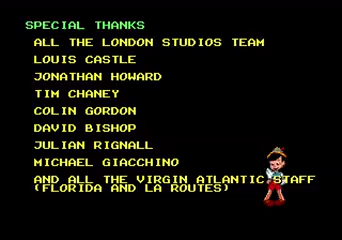 SPECIAL THANKS
ALL THE LONDON STUDIOS TEAM
LOUIS CASTLE
JONATHAN HOWARD
TIM CHANEY
COLIN GORDON
DAVID BISHOP
JULIAN RIGNALL
MICHAEL GIACCHINO
AND ALL THE VIRGIN ATLANTIC STAFF
(FLORIDA AND LA ROUTES)